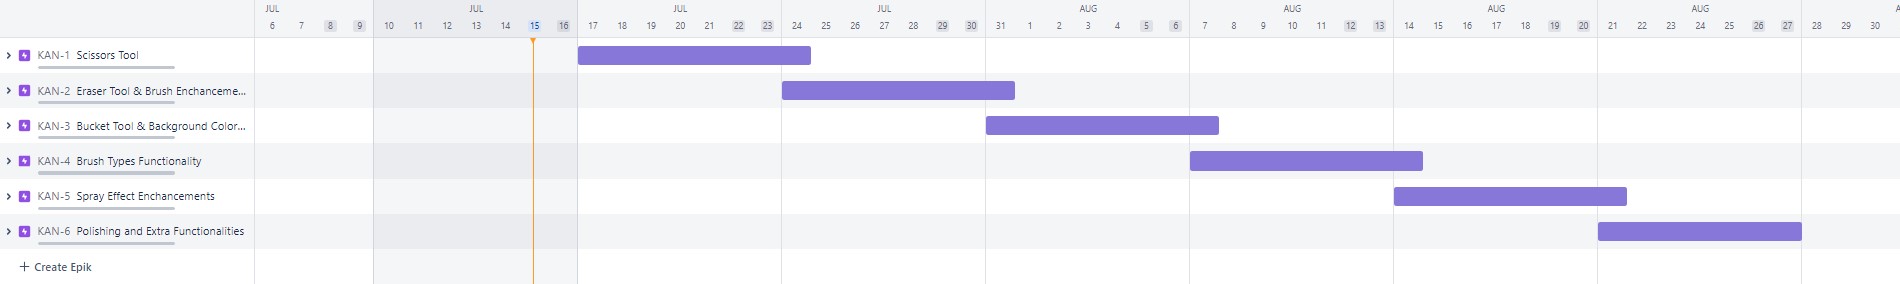 JUL JUL JUL JUL AUG AUG AUG AUG A
6 7 8 9 10 11 12 13 14 15 16 17 18 19 20 21 22 23 24 25 26 27 28 29 30 31 1 2 3 4 5 6 7 8 9 10 11 12 13 14 15 16 17 18 19 20 21 22 23 24 25 26 27 28 29 30
KAN-1 Scissors Tool
KAN-2 Eraser Tool & Brush Enchanceme...
KAN-3 Bucket Tool & Background Color...
KAN-4 Brush Types Functionality
KAN-5 Spray Effect Enchancements
KAN-6 Polishing and Extra Functionalities
+ Create Epik